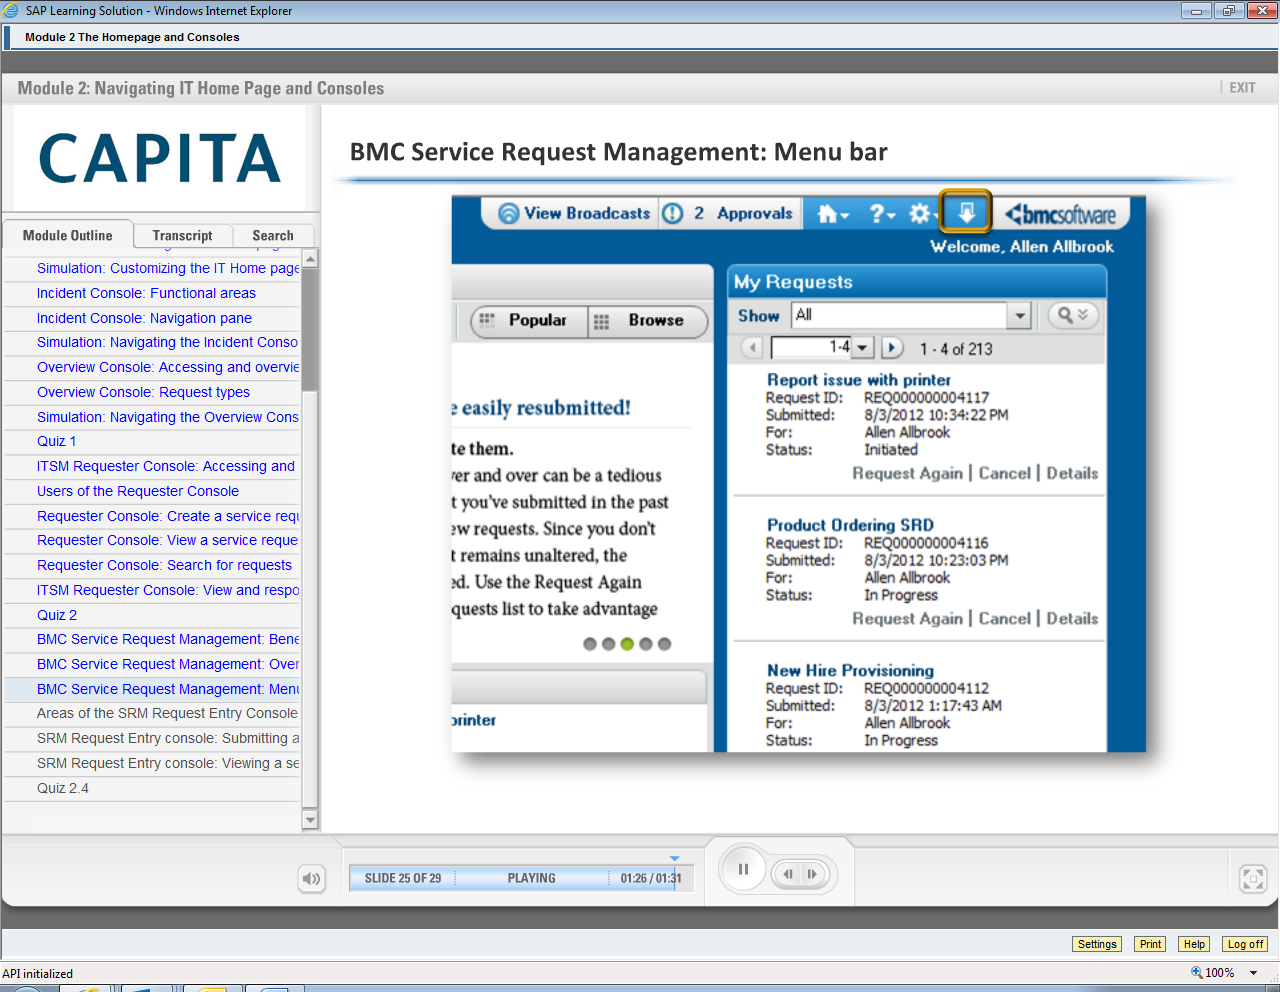 SAP Learning Solution - Windows Internet Explorer
Module 2 The Homepage and Consoles
Module 2: Navigating IT Home Page and Consoles
EXIT
CAPITA
Module Outline
Transcript
Search
Simulation: Customizing the IT Home page
Incident Console: Functional areas
Incident Console: Navigation pane
Simulation: Navigating the Incident Conso
Overview Console: Accessing and overvie
Overview Console: Request types
Simulation: Navigating the Overview Cons
Quiz 1
ITSM Requester Console: Accessing and
Users of the Requester Console
Requester Console: Create a service requ
Requester Console: View a service reque
Requester Console: Search for requests
ITSM Requester Console: View and respo
Quiz 2
BMC Service Request Management: Bene
BMC Service Request Management: Over
BMC Service Request Management: Menu
Areas of the SRM Request Entry Console
SRM Request Entry console: Submitting a
SRM Request Entry console: Viewing a se
Quiz 2.4
BMC Service Request Management: Menu bar
View Broadcasts
2 Approvals
bmcsoftware
Welcome, Allen Allbrook
Popular
Browse
e easily resubmitted!
te them.
ver and over can be a tedious
t you've submitted in the past
ew requests. Since you don't
t remains unaltered, the
ed. Use the Request Again
quests list to take advantage
printer
My Requests
Show All
1-4 1 - 4 of 213
Report issue with printer
Request ID: REQ000000004117
Submitted: 8/3/2012 10:34:22 PM
For: Allen Allbrook
Status: Initiated
Request Again | Cancel | Details
Product Ordering SRD
Request ID: REQ000000004116
Submitted: 8/3/2012 10:23:03 PM
For: Allen Allbrook
Status: In Progress
Request Again | Cancel | Details
New Hire Provisioning
Request ID: REQ000000004112
Submitted: 8/3/2012 1:17:43 AM
For: Allen Allbrook
Status: In Progress
SLIDE 25 OF 29
PLAYING
01:26 / 01:31
Settings
Print
Help
Log off
API initialized
100%